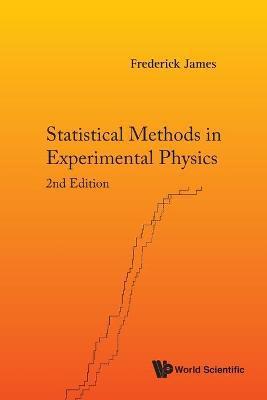 Frederick James
Statistical Methods in
Experimental Physics
2nd Edition
World Scientific